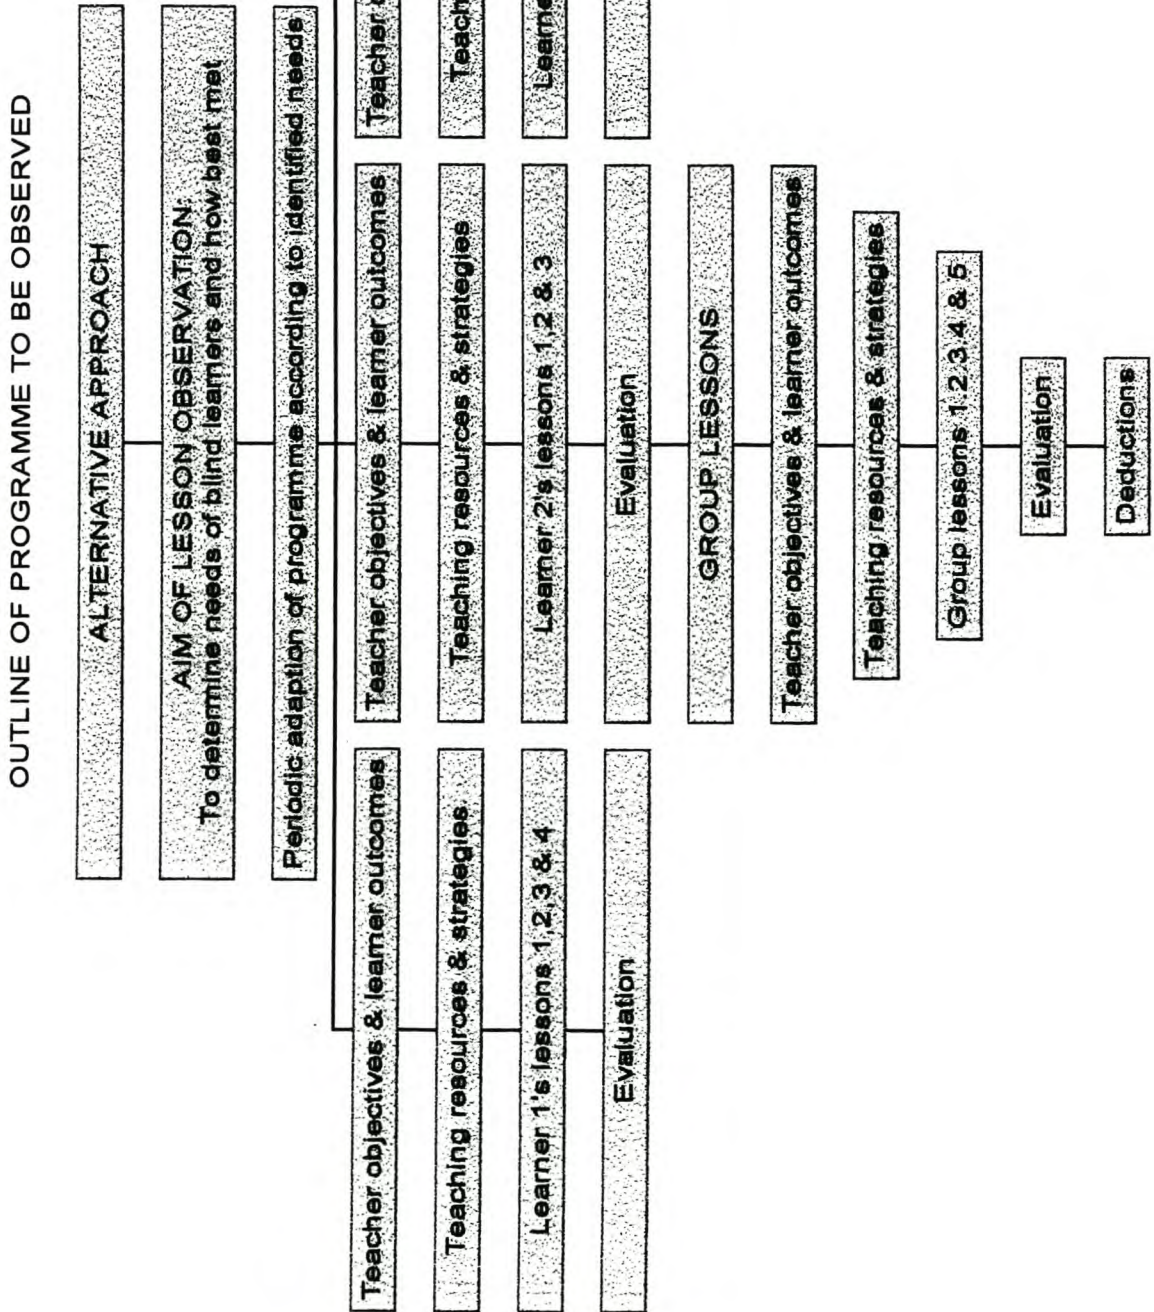 OUTLINE OF PROGRAMME TO BE OBSERVED
ALTERNATIVE APPROACH
AIM OF LESSON OBSERVATION:
To determine needs of blind learners and how best met
Periodic adaption of programme according to identified needs
Teacher objectives & learner outcomes
Teaching resources & strategies
Learner 1's lessons 1,2,3 & 4
Evaluation
Teacher objectives & learner outcomes
Teaching resources & strategies
Learner 2's lessons 1,2 & 3
Evaluation
Teacher
Teach
Learne
GROUP LESSONS
Teacher objectives & learner outcomes
Teaching resources & strategies
Group lessons 1,2,3,4 & 5
Evaluation
Deductions